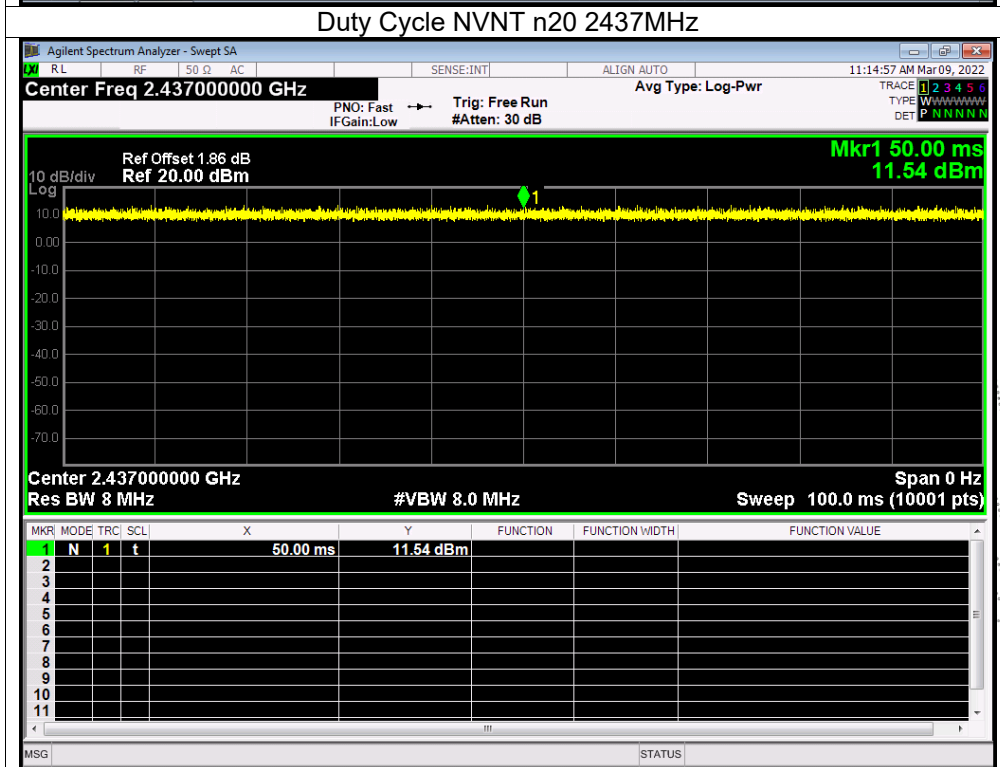 Duty Cycle NVNT n20 2437MHz
Agilent Spectrum Analyzer - Swept SA
LXI RL RF 50 Ω AC SENSE:INT ALIGN AUTO 11:14:57 AM Mar 09, 2022
Center Freq 2.437000000 GHz Avg Type: Log-Pwr TRACE 1 2 3 4 5 6
PNO: Fast Trig: Free Run TYPE WWWWWW
IFGain:Low #Atten: 30 dB DET P N N N N N
Mkr1 50.00 ms
Ref Offset 1.86 dB
10 dB/div Ref 20.00 dBm 11.54 dBm
Log
1
10.0
0.00
-10.0
-20.0
-30.0
-40.0
-50.0
-60.0
-70.0
Center 2.437000000 GHz Span 0 Hz
Res BW 8 MHz #VBW 8.0 MHz Sweep 100.0 ms (10001 pts)
MKR MODE TRC SCL X Y FUNCTION FUNCTION WIDTH FUNCTION VALUE
1 N 1 t 50.00 ms 11.54 dBm
2
3
4
5
6
7
8
9
10
11
MSG STATUS